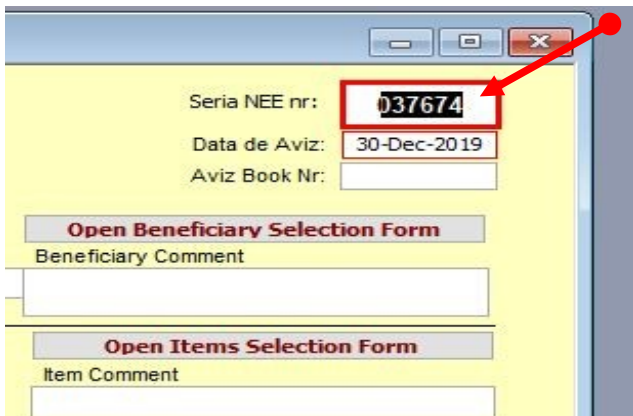 Seria NEE nr: 037674
Data de Aviz: 30-Dec-2019
Aviz Book Nr:
Open Beneficiary Selection Form
Beneficiary Comment
Open Items Selection Form
Item Comment